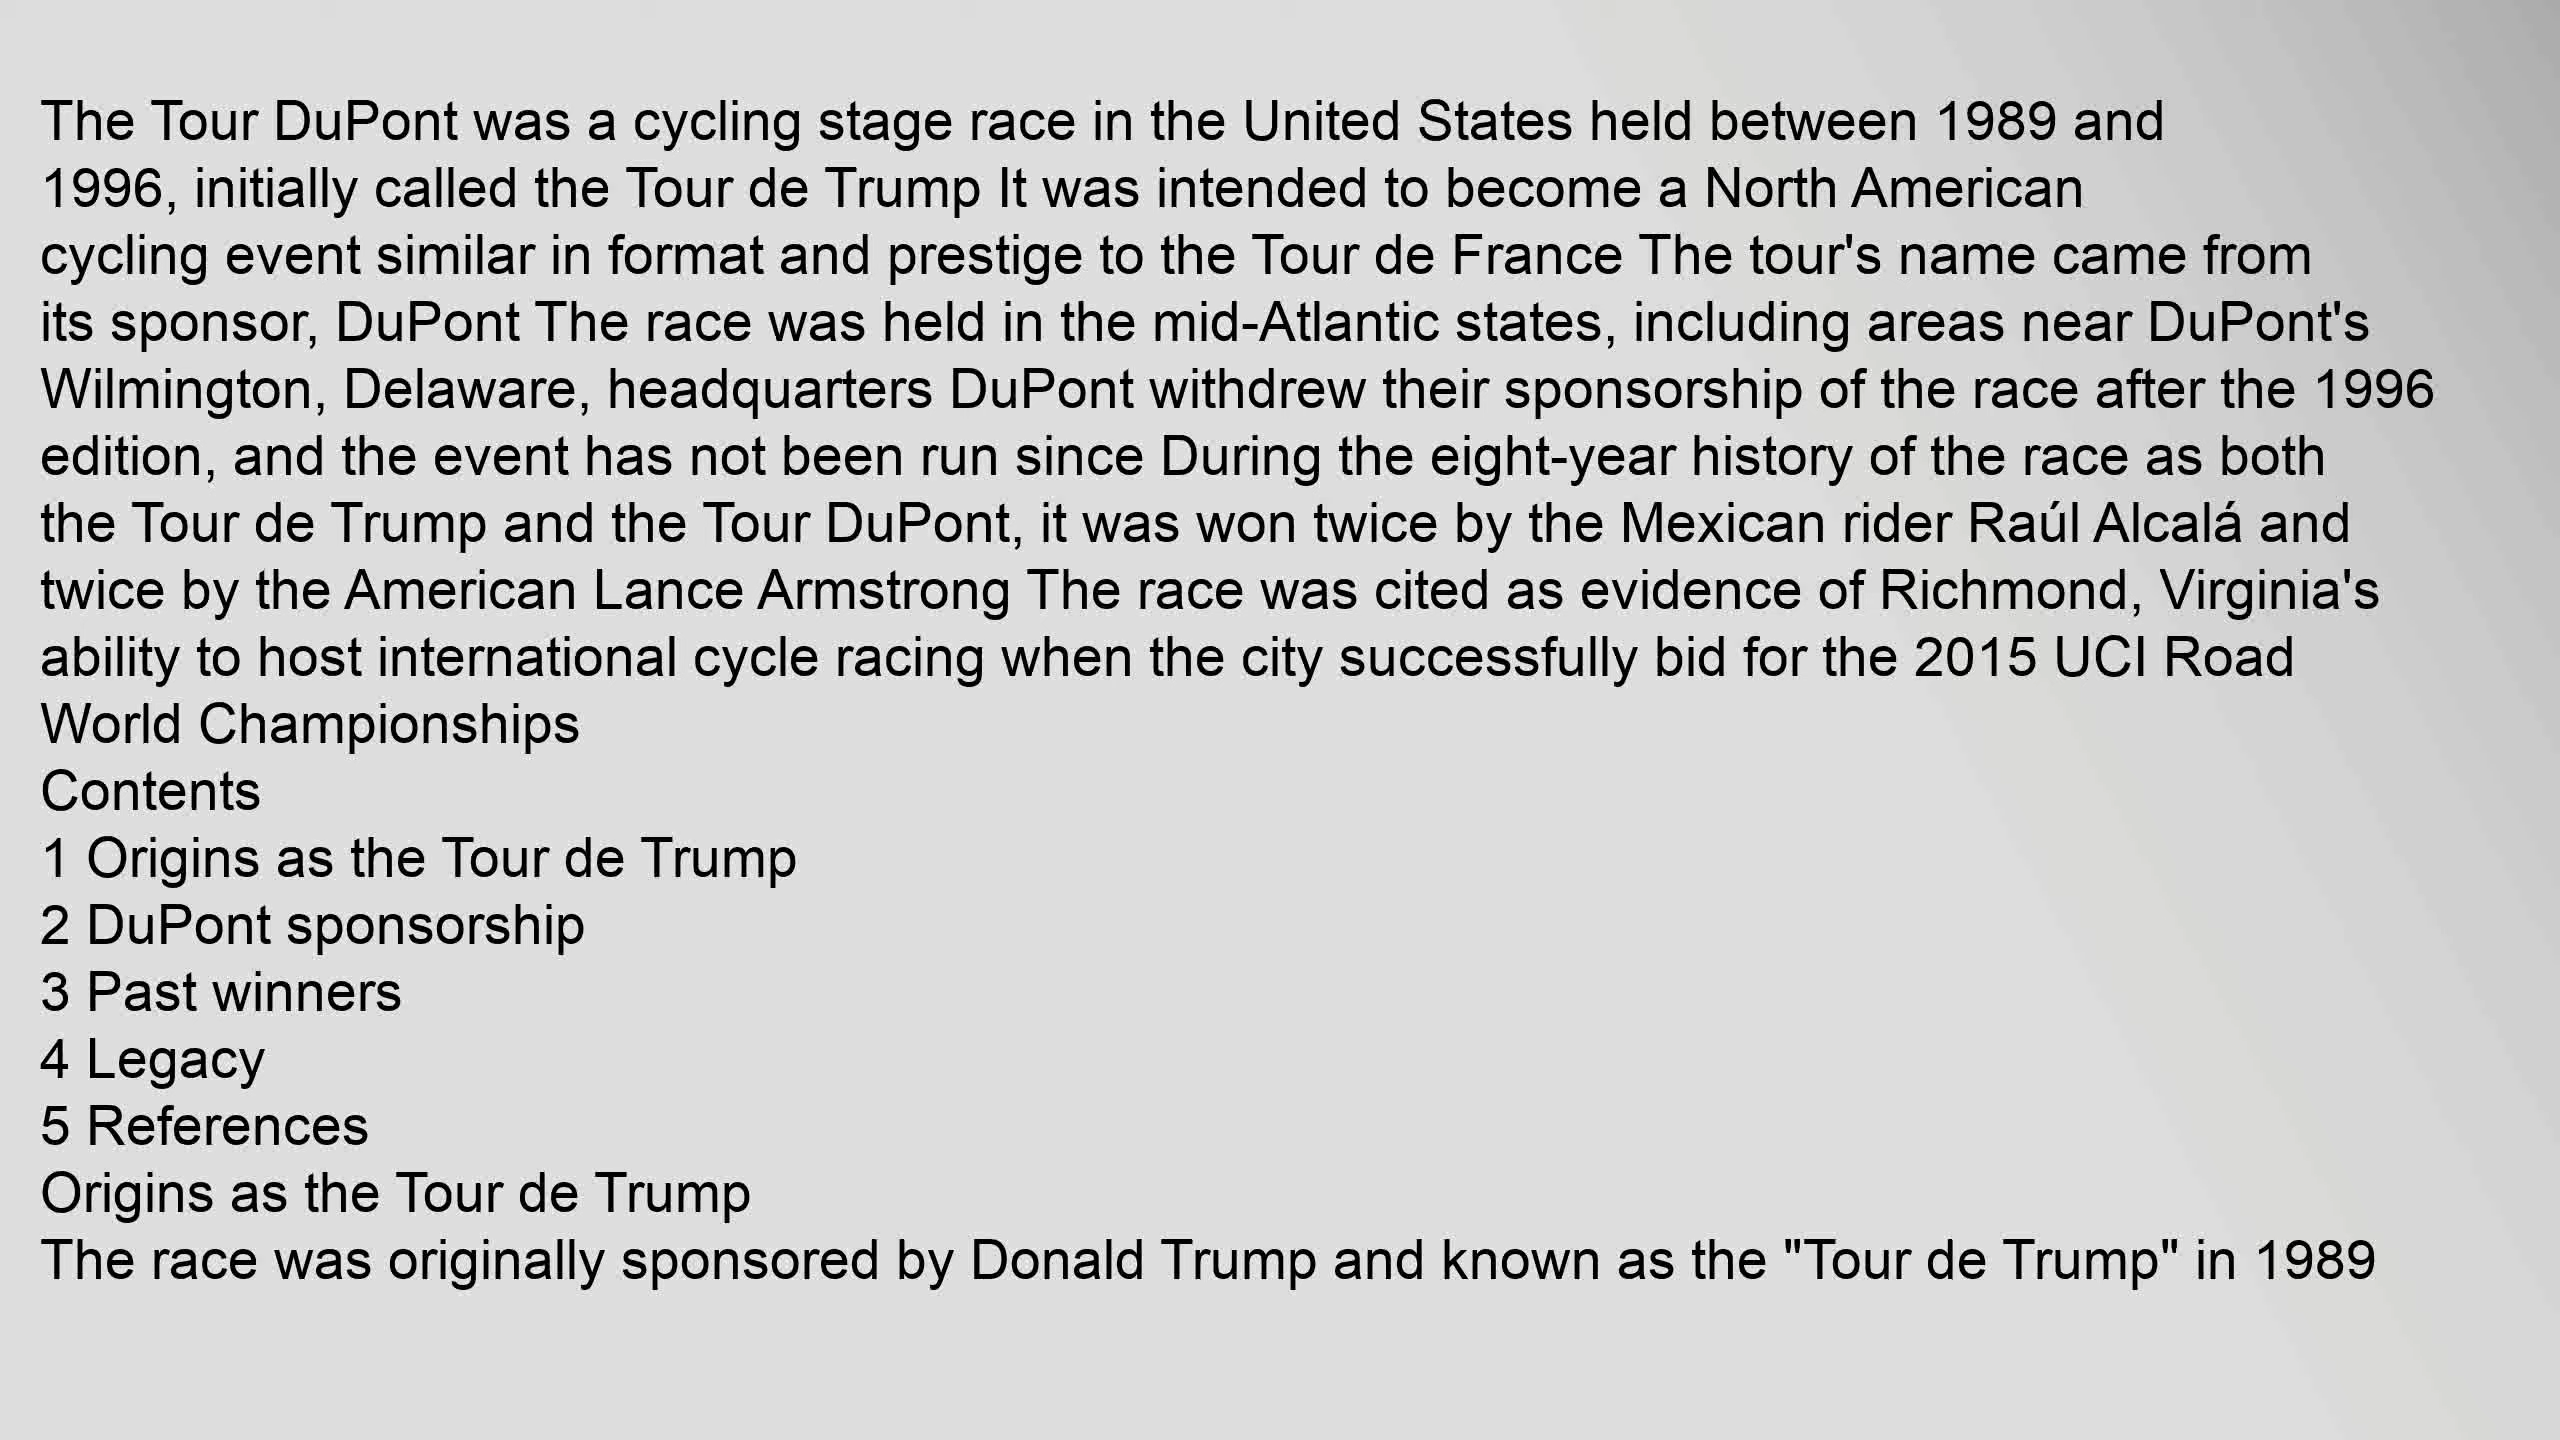 The Tour DuPont was a cycling stage race in the United States held between 1989 and
1996, initially called the Tour de Trump It was intended to become a North American
cycling event similar in format and prestige to the Tour de France The tour's name came from
its sponsor, DuPont The race was held in the mid-Atlantic states, including areas near DuPont's
Wilmington, Delaware, headquarters DuPont withdrew their sponsorship of the race after the 1996
edition, and the event has not been run since During the eight-year history of the race as both
the Tour de Trump and the Tour DuPont, it was won twice by the Mexican rider Raúl Alcalá and
twice by the American Lance Armstrong The race was cited as evidence of Richmond, Virginia's
ability to host international cycle racing when the city successfully bid for the 2015 UCI Road
World Championships
Contents
1 Origins as the Tour de Trump
2 DuPont sponsorship
3 Past winners
4 Legacy
5 References
Origins as the Tour de Trump
The race was originally sponsored by Donald Trump and known as the "Tour de Trump" in 1989